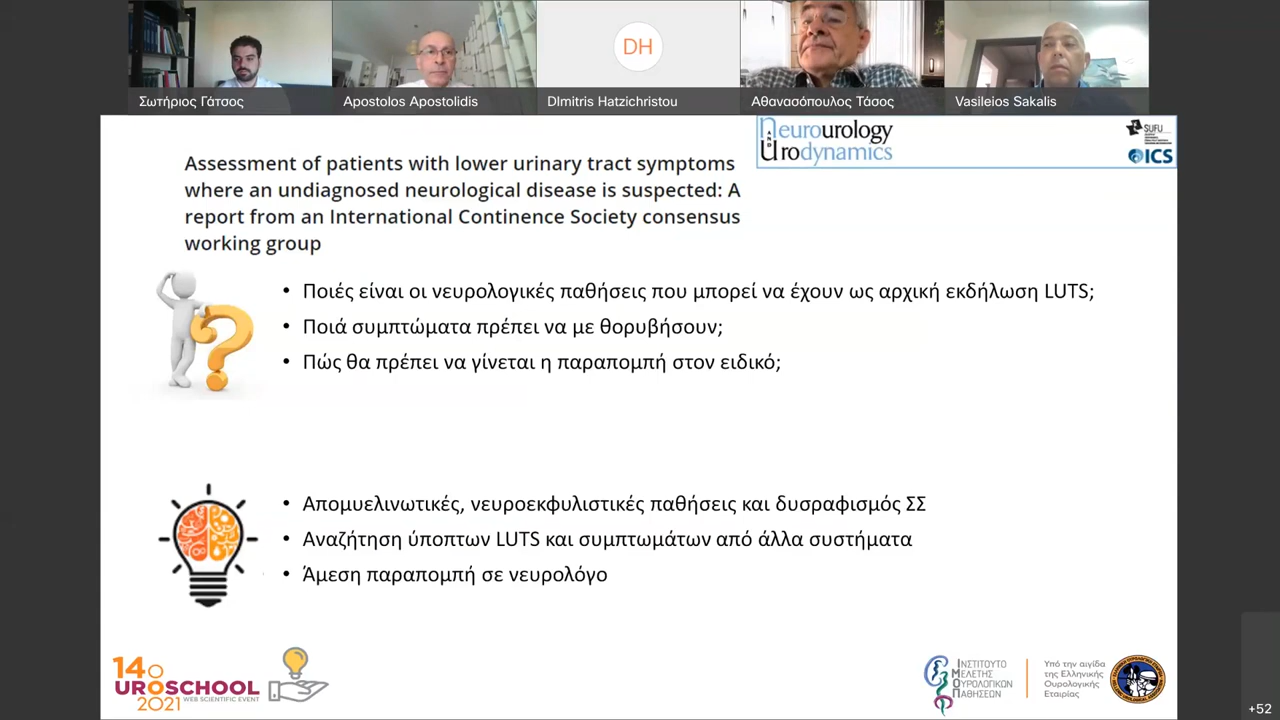 DH
Σωτήριος Γάτσος
Apostolos Apostolidis
DImitris Hatzichristou
Αθανασόπουλος Τάσος
Vasileios Sakalis
Neurourology
AND
Urodynamics
SUFU
ICS
Assessment of patients with lower urinary tract symptoms
where an undiagnosed neurological disease is suspected: A
report from an International Continence Society consensus
working group
• Ποιές είναι οι νευρολογικές παθήσεις που μπορεί να έχουν ως αρχική εκδήλωση LUTS;
• Ποιά συμπτώματα πρέπει να με θορυβήσουν;
• Πώς θα πρέπει να γίνεται η παραπομπή στον ειδικό;
• Απομυελινωτικές, νευροεκφυλιστικές παθήσεις και δυσραφισμός ΣΣ
• Αναζήτηση ύποπτων LUTS και συμπτωμάτων από άλλα συστήματα
• Άμεση παραπομπή σε νευρολόγο
14ο
UROSCHOOL
2021 WEB SCIENTIFIC EVENT
ΙΝΣΤΙΤΟΥΤΟ
ΜΕΛΕΤΗΣ
ΟΥΡΟΛΟΓΙΚΩΝ
ΠΑΘΗΣΕΩΝ
Υπό την αιγίδα
της Ελληνικής
Ουρολογικής
Εταιρίας
+52